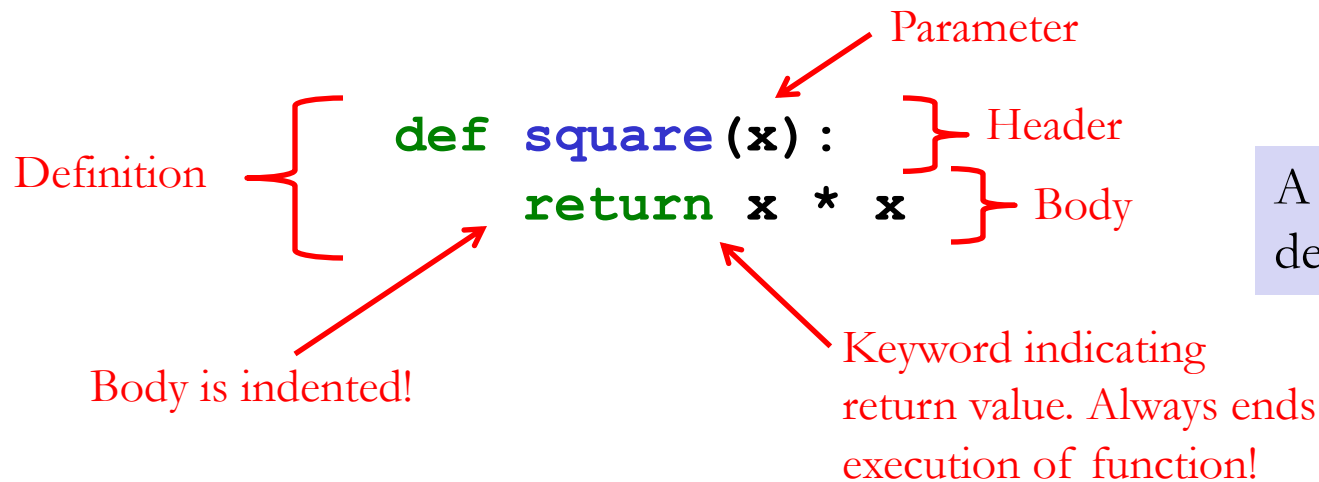 Parameter
def square(x):
Header
Definition
return x * x
Body
A
Body is indented!
Keyword indicating
return value. Always ends
execution of function!